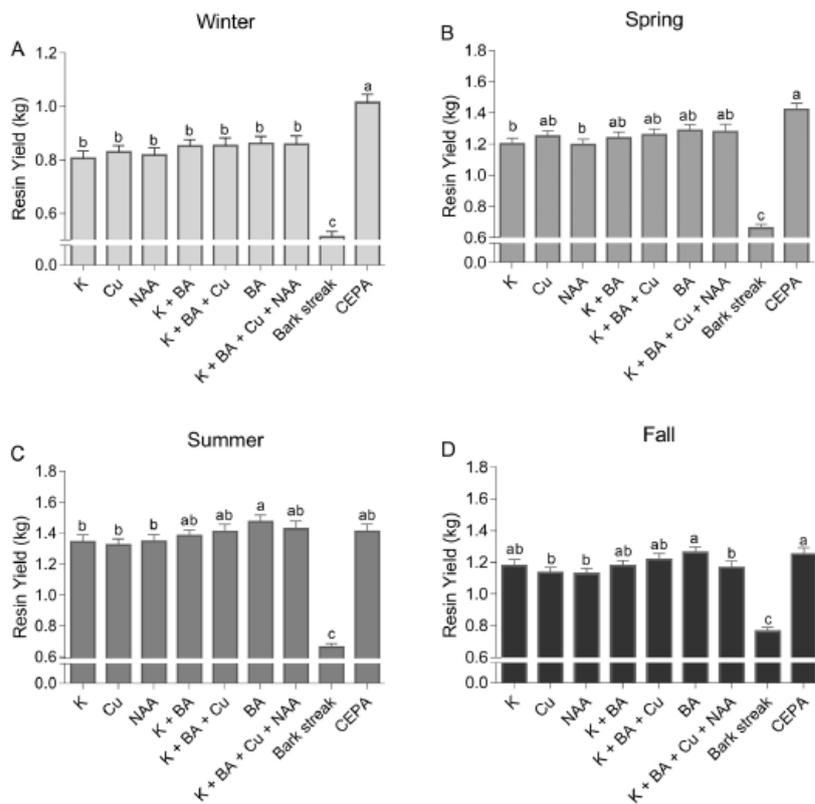 Winter
A
Resin Yield (kg)
1.2
1.0
0.8
0.6
0.0
b b b b b b b c a
K
Cu
NAA
K + BA
K + BA + Cu
BA
K + BA + Cu + NAA
Bark streak
CEPA
Spring
B
Resin Yield (kg)
1.8
1.6
1.4
1.2
1.0
0.8
0.6
0.0
b ab b ab ab ab ab c a
K
Cu
NAA
K + BA
K + BA + Cu
BA
K + BA + Cu + NAA
Bark streak
CEPA
Summer
C
Resin Yield (kg)
1.8
1.6
1.4
1.2
1.0
0.8
0.6
0.0
b b b ab ab a ab c ab
K
Cu
NAA
K + BA
K + BA + Cu
BA
K + BA + Cu + NAA
Bark streak
CEPA
Fall
D
Resin Yield (kg)
1.8
1.6
1.4
1.2
1.0
0.8
0.6
0.0
ab b b ab ab a b c a
K
Cu
NAA
K + BA
K + BA + Cu
BA
K + BA + Cu + NAA
Bark streak
CEPA